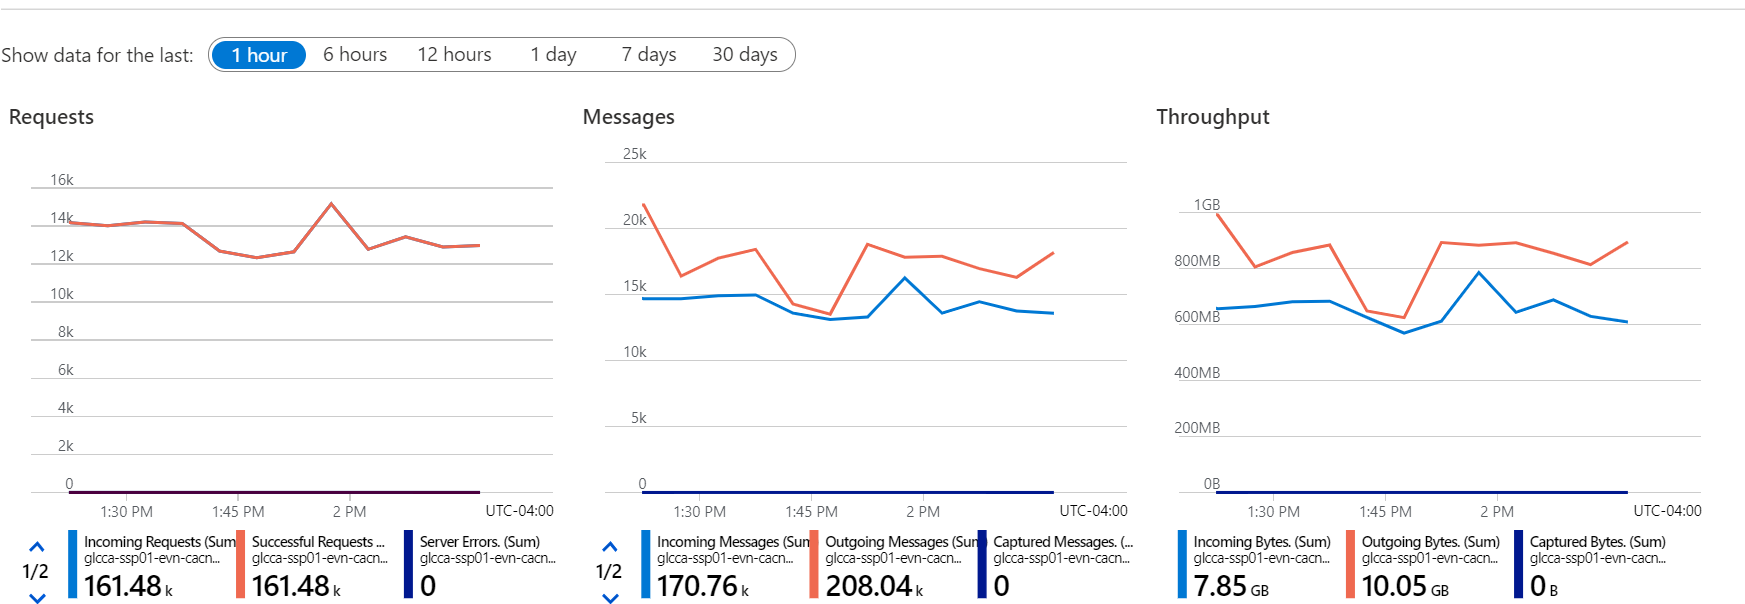 Show data for the last: 1 hour 6 hours 12 hours 1 day 7 days 30 days
Requests
16k
14k
12k
10k
8k
6k
4k
2k
0
1:30 PM 1:45 PM 2 PM UTC-04:00
1/2
Incoming Requests (Sum
glcca-ssp01-evn-cacn...
161.48 k
Successful Requests ...
glcca-ssp01-evn-cacn...
161.48 k
Server Errors. (Sum)
glcca-ssp01-evn-cacn...
0
Messages
25k
20k
15k
10k
5k
0
1:30 PM 1:45 PM 2 PM UTC-04:00
1/2
Incoming Messages (Sum
glcca-ssp01-evn-cacn...
170.76 k
Outgoing Messages (Sum)
glcca-ssp01-evn-cacn...
208.04 k
Captured Messages. (...
glcca-ssp01-evn-cacn...
0
Throughput
1GB
800MB
600MB
400MB
200MB
0B
1:30 PM 1:45 PM 2 PM UTC-04:00
Incoming Bytes. (Sum)
glcca-ssp01-evn-cacn...
7.85 GB
Outgoing Bytes. (Sum)
glcca-ssp01-evn-cacn...
10.05 GB
Captured Bytes. (Sum)
glcca-ssp01-evn-cacn...
0 B